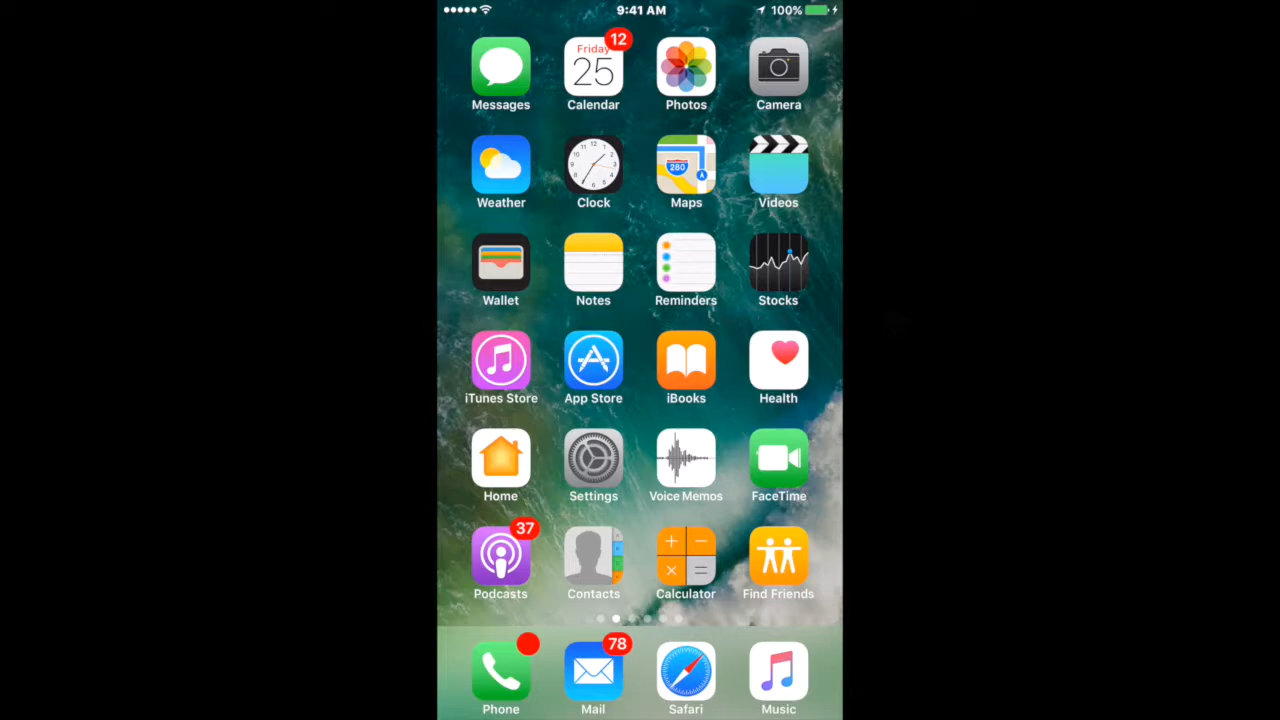 9:41 AM 100%
12
Friday
25
Messages Calendar Photos Camera
280
Weather Clock Maps Videos
Wallet Notes Reminders Stocks
iTunes Store App Store iBooks Health
Home Settings Voice Memos FaceTime
37
Podcasts Contacts Calculator Find Friends
78
Phone Mail Safari Music